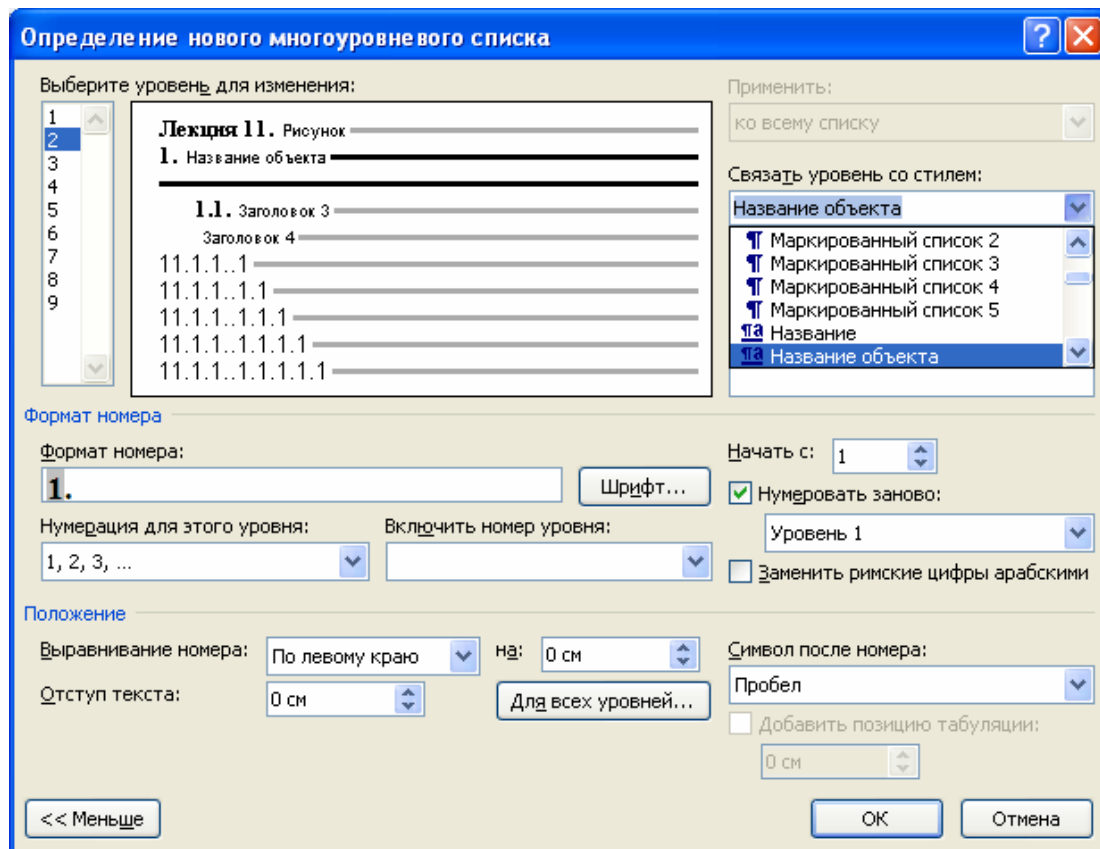 Определение нового многоуровневого списка
Выберите уровень для изменения:
1
2
3
4
5
6
7
8
9
Лекция 11. Рисунок
1. Название объекта
1.1. Заголовок 3
Заголовок 4
11.1.1..1
11.1.1..1.1
11.1.1..1.1.1
11.1.1..1.1.1.1
11.1.1..1.1.1.1.1
Применить:
ко всему списку
Связать уровень со стилем:
Название объекта
¶ Маркированный список 2
¶ Маркированный список 3
¶ Маркированный список 4
¶ Маркированный список 5
¶a Название
¶a Название объекта
Формат номера
Формат номера:
1.
Шрифт...
Начать с: 1
Нумеровать заново:
Уровень 1
Нумерация для этого уровня:
1, 2, 3, ...
Включить номер уровня:
Заменить римские цифры арабскими
Положение
Выравнивание номера: По левому краю на: 0 см
Отступ текста: 0 см
Для всех уровней...
Символ после номера:
Пробел
Добавить позицию табуляции:
0 см
<< Меньше
ОК
Отмена